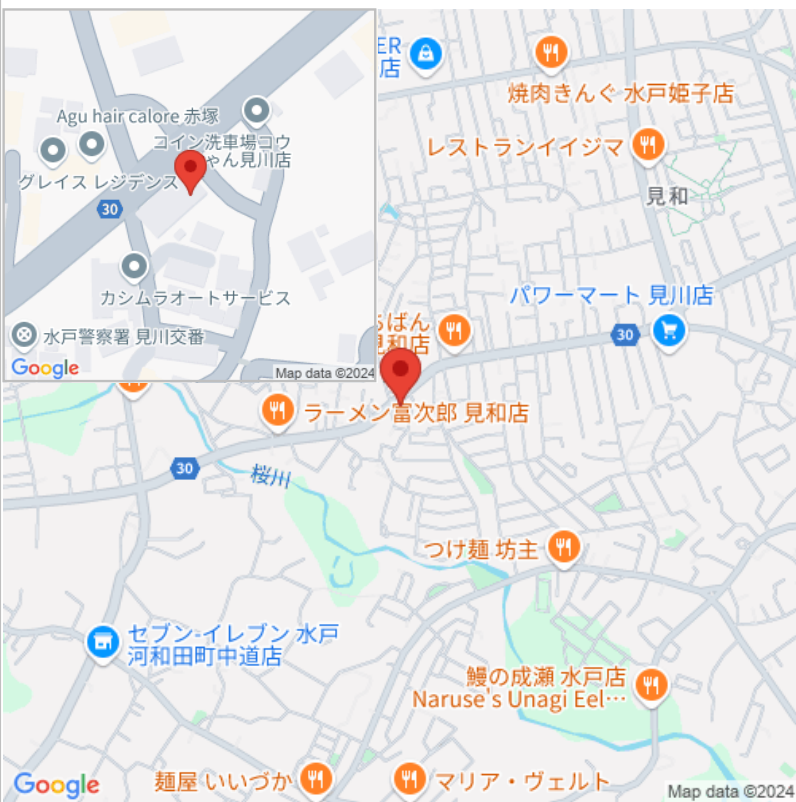 Agu hair calore 赤塚
コイン洗車場コウ
ちゃん見川店
グレイス レジデンス
30
カシムラオートサービス
水戸警察署 見川交番
Google
Map data ©2024
ER
店
焼肉きんぐ 水戸姫子店
レストランイイジマ
見和
パワーマート 見川店
ちばん
見和店
30
ラーメン富次郎 見和店
30
桜川
つけ麺 坊主
セブン-イレブン 水戸
河和田町中道店
鰻の成瀬 水戸店
Naruse's Unagi Eel…
麺屋 いいづか
マリア・ヴェルト
Google
Map data ©2024